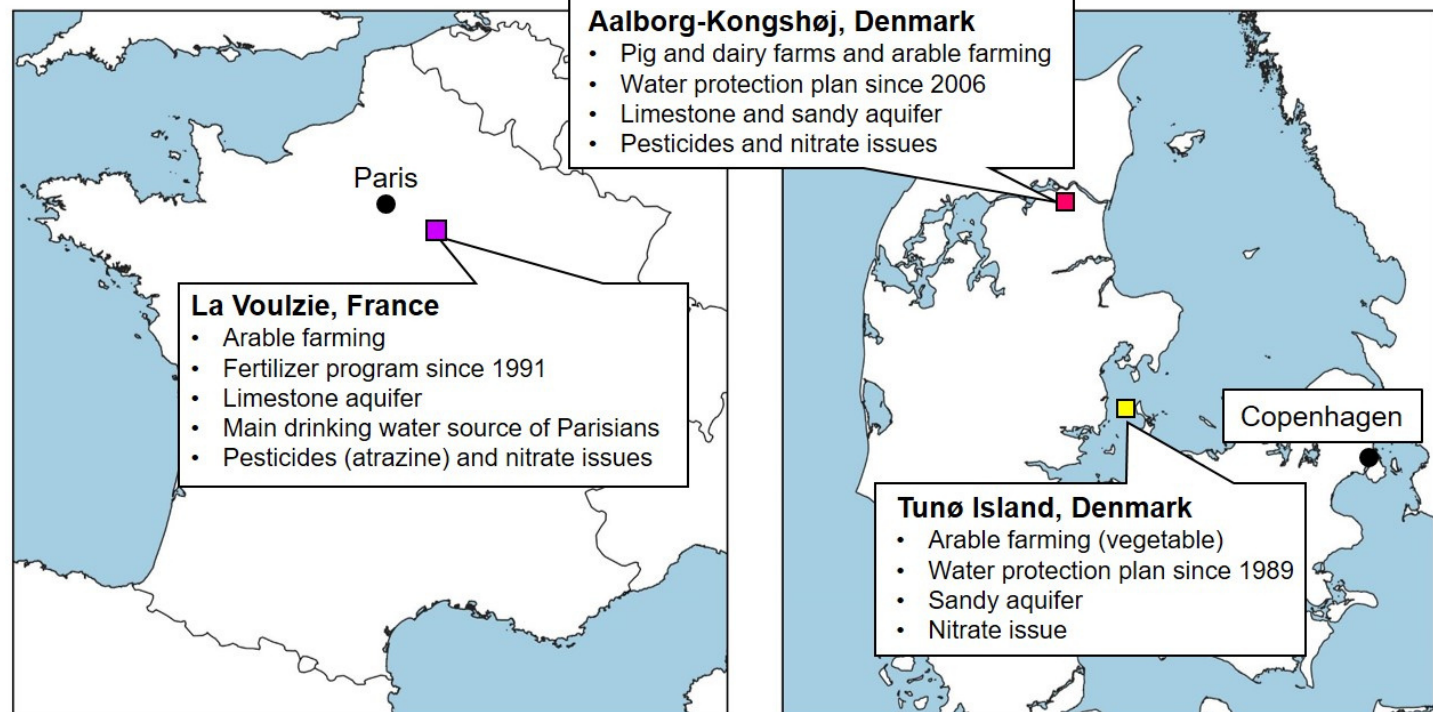 Aalborg-Kongshøj, Denmark
• Pig and dairy farms and arable farming
• Water protection plan since 2006
• Limestone and sandy aquifer
• Pesticides and nitrate issues
Paris
La Voulzie, France
• Arable farming
• Fertilizer program since 1991
• Limestone aquifer
• Main drinking water source of Parisians
• Pesticides (atrazine) and nitrate issues
Copenhagen
Tunø Island, Denmark
• Arable farming (vegetable)
• Water protection plan since 1989
• Sandy aquifer
• Nitrate issue